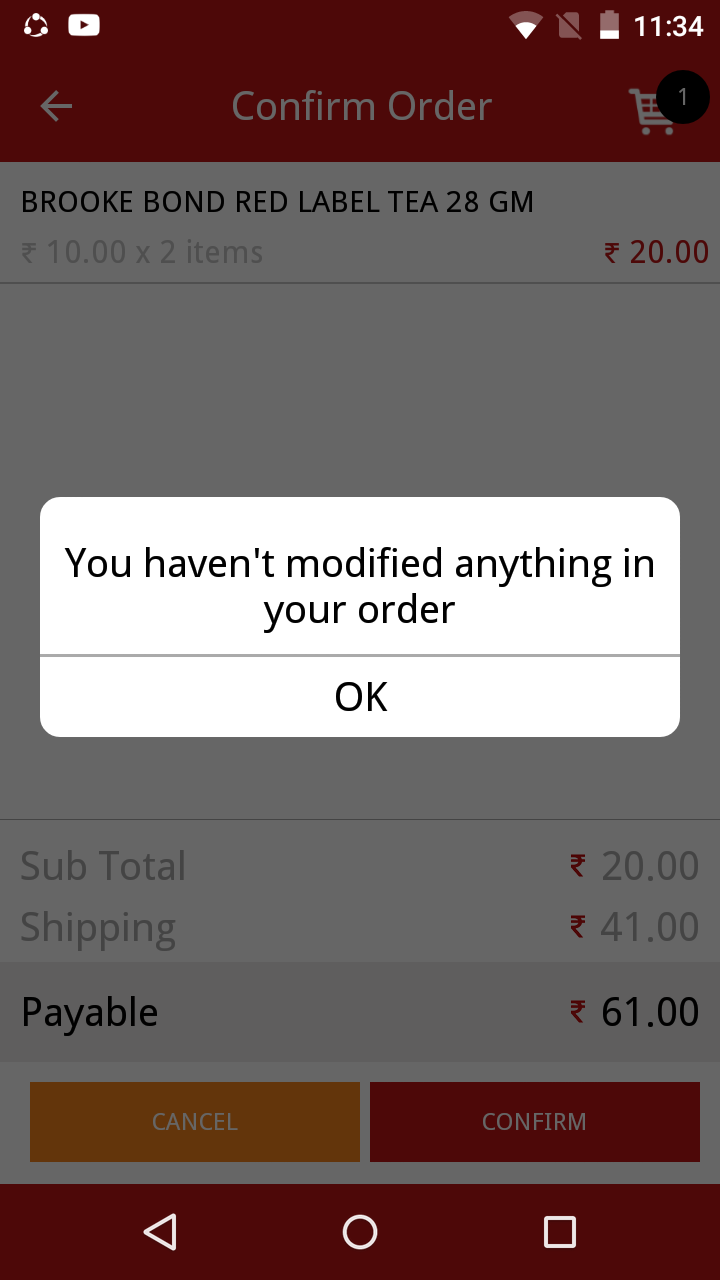 11:34
Confirm Order
1
BROOKE BOND RED LABEL TEA 28 GM
₹ 10.00 x 2 items ₹ 20.00
You haven't modified anything in
your order
OK
Sub Total ₹ 20.00
Shipping ₹ 41.00
Payable ₹ 61.00
CANCEL CONFIRM